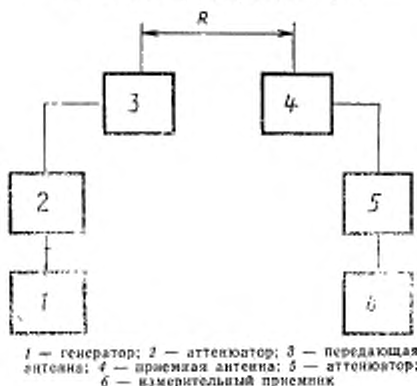 R
3
4
2
5
1
6
1 — генератор; 2 — аттенюатор; 3 — передающая
антенна; 4 — приемная антенна; 5 — аттенюатор;
6 — измерительный приемник